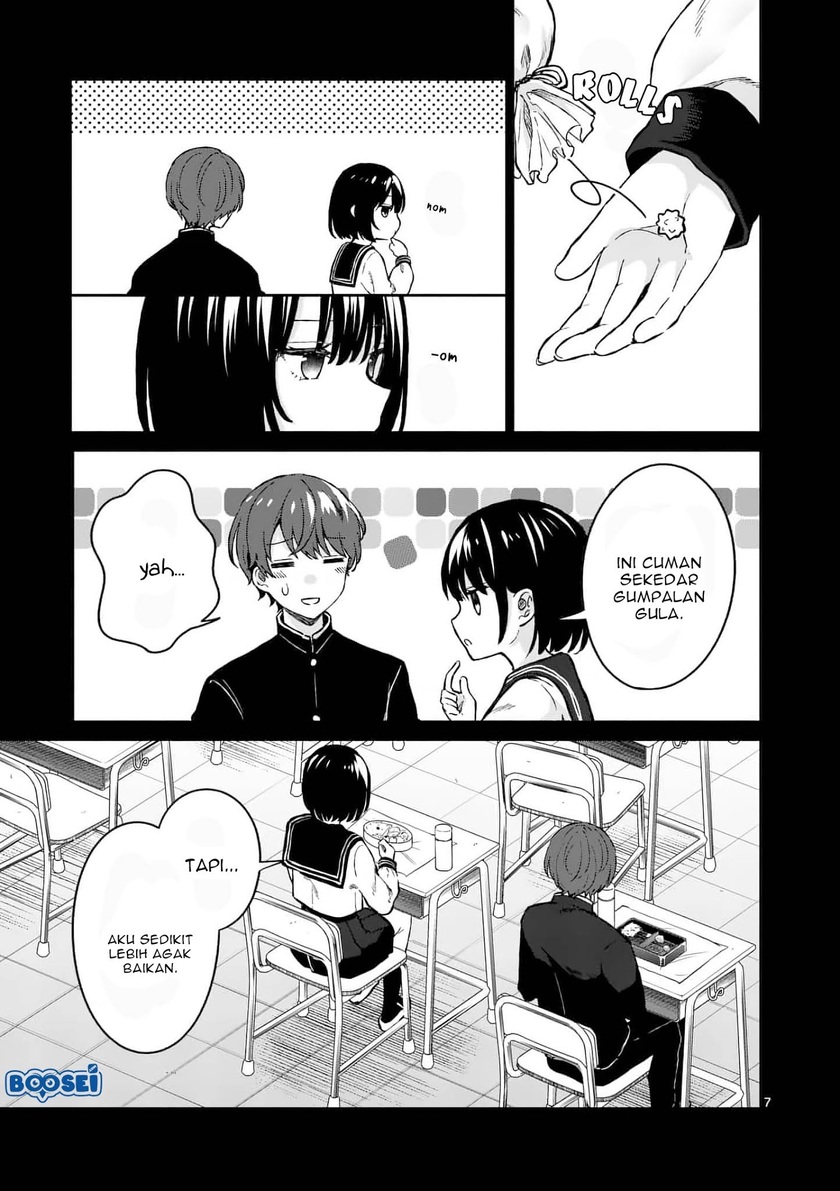 ROLLS
nom
-om
INI CUMAN
SEKEDAR
GUMPALAN
GULA.
yah...
TAPI...
AKU SEDIKIT
LEBIH AGAK
BAIKAN.
BOOSEI
7